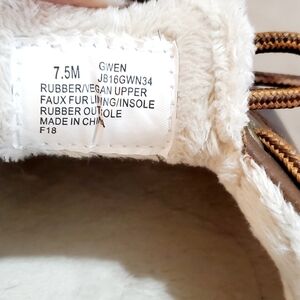 7.5M GWEN
JB16GWN34
RUBBER/VEGAN UPPER
FAUX FUR LINING/INSOLE
RUBBER OUTSOLE
MADE IN CHINA
F18